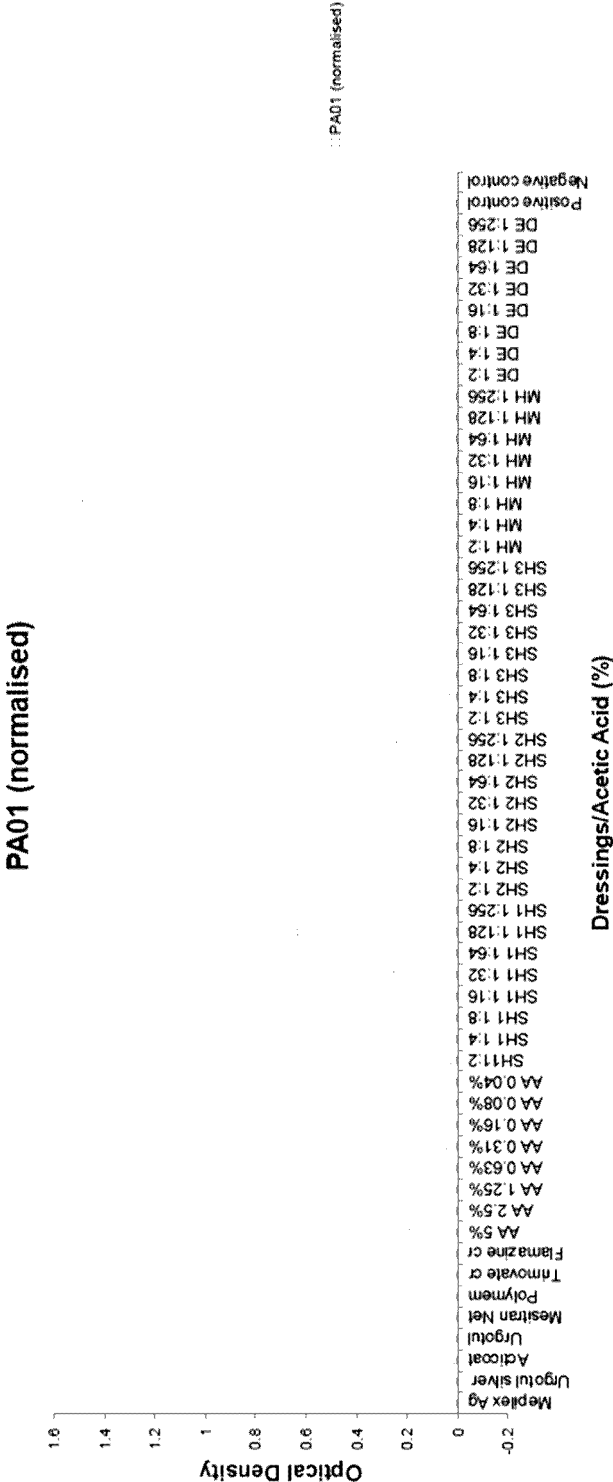 PA01 (normalised)
PA01 (normalised)
Optical Density
1.6
1.4
1.2
1
0.8
0.6
0.4
0.2
0
-0.2
Mepilex Ag
Urgotul silver
Acticoat
Urgotul
Mesitran Net
Polymem
Trimovate cr
Flamazine cr
AA 5%
AA 2.5%
AA 1.25%
AA 0.63%
AA 0.31%
AA 0.16%
AA 0.08%
AA 0.04%
SH11:2
SH1 1:4
SH1 1:8
SH1 1:16
SH1 1:32
SH1 1:64
SH1 1:128
SH1 1:256
SH2 1:2
SH2 1:4
SH2 1:8
SH2 1:16
SH2 1:32
SH2 1:64
SH2 1:128
SH2 1:256
SH3 1:2
SH3 1:4
SH3 1:8
SH3 1:16
SH3 1:32
SH3 1:64
SH3 1:128
SH3 1:256
MH 1:2
MH 1:4
MH 1:8
MH 1:16
MH 1:32
MH 1:64
MH 1:128
MH 1:256
DE 1:2
DE 1:4
DE 1:8
DE 1:16
DE 1:32
DE 1:64
DE 1:128
DE 1:256
Positive control
Negative control
Dressings/Acetic Acid (%)